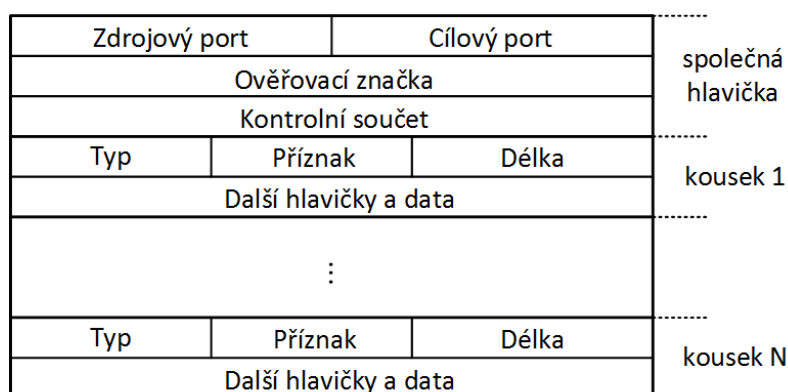 Zdrojový port Cílový port
společná
hlavička
Ověřovací značka
Kontrolní součet
Typ Příznak Délka
kousek 1
Další hlavičky a data
⋮
Typ Příznak Délka
kousek N
Další hlavičky a data